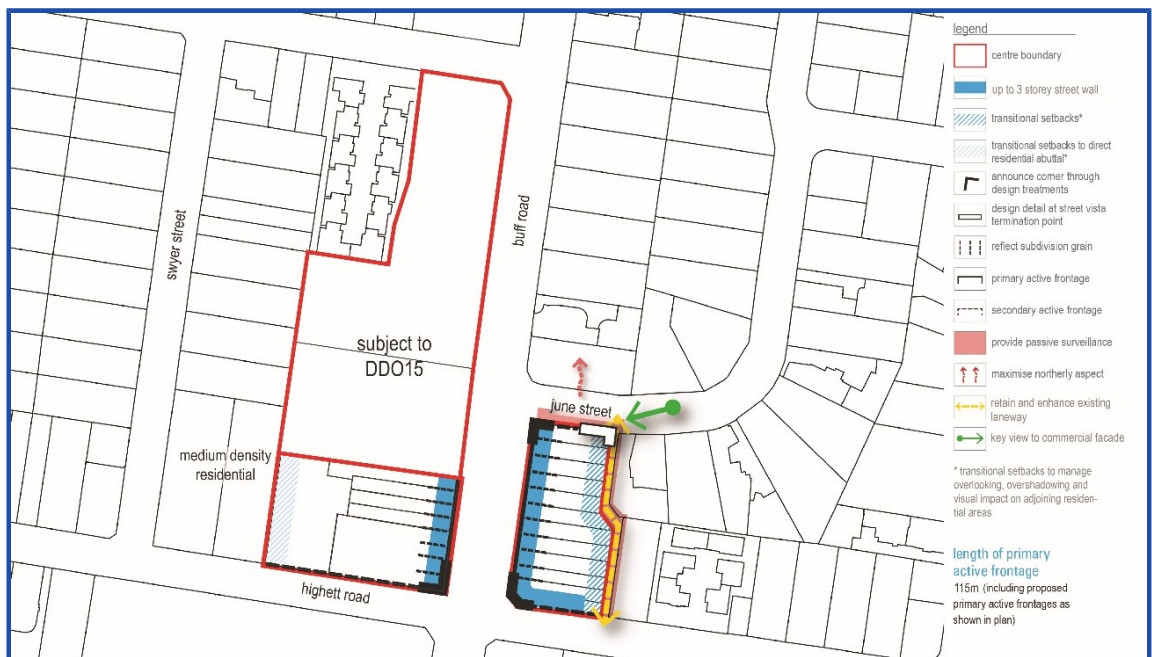 swyer street
buff road
subject to
DDO15
june street
medium density
residential
highett road
legend
centre boundary
up to 3 storey street wall
transitional setbacks*
transitional setbacks to direct
residential abuttal*
announce corner through
design treatments
design detail at street vista
termination point
reflect subdivision grain
primary active frontage
secondary active frontage
provide passive surveillance
maximise northerly aspect
retain and enhance existing
laneway
key view to commercial facade
* transitional setbacks to manage
overlooking, overshadowing and
visual impact on adjoining residen-
tial areas
length of primary
active frontage
115m (including proposed
primary active frontages as
shown in plan)